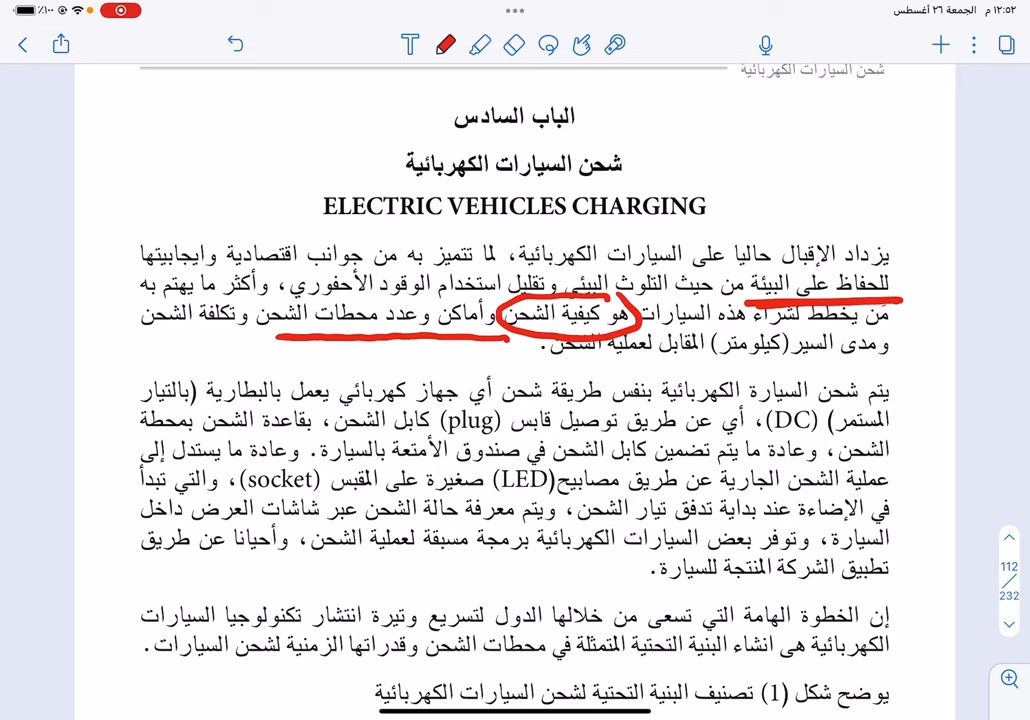 ١٢:٥٢ م الجمعة ٢٦ أغسطس
١٠٠٪
شحن السيارات الكهربائية
الباب السادس
شحن السيارات الكهربائية
ELECTRIC VEHICLES CHARGING
يزداد الإقبال حاليا على السيارات الكهربائية، لما تتميز به من جوانب اقتصادية وايجابيتها
للحفاظ على البيئة من حيث التلوث البيئي وتقليل استخدام الوقود الأحفوري، وأكثر ما يهتم به
مَن يخطط لشراء هذه السيارات هو كيفية الشحن وأماكن وعدد محطات الشحن وتكلفة الشحن
ومدى السير(كيلومتر) المقابل لعملية الشحن.
يتم شحن السيارة الكهربائية بنفس طريقة شحن أي جهاز كهربائي يعمل بالبطارية (بالتيار
المستمر) (DC)، أي عن طريق توصيل قابس (plug) كابل الشحن، بقاعدة الشحن بمحطة
الشحن، وعادة ما يتم تضمين كابل الشحن في صندوق الأمتعة بالسيارة. وعادة ما يستدل إلى
عملية الشحن الجارية عن طريق مصابيح(LED) صغيرة على المقبس (socket)، والتي تبدأ
في الإضاءة عند بداية تدفق تيار الشحن، ويتم معرفة حالة الشحن عبر شاشات العرض داخل
السيارة، وتوفر بعض السيارات الكهربائية برمجة مسبقة لعملية الشحن، وأحيانا عن طريق
تطبيق الشركة المنتجة للسيارة.
إن الخطوة الهامة التي تسعى من خلالها الدول لتسريع وتيرة انتشار تكنولوجيا السيارات
الكهربائية هى انشاء البنية التحتية المتمثلة في محطات الشحن وقدراتها الزمنية لشحن السيارات.
يوضح شكل (1) تصنيف البنية التحتية لشحن السيارات الكهربائية
112
232